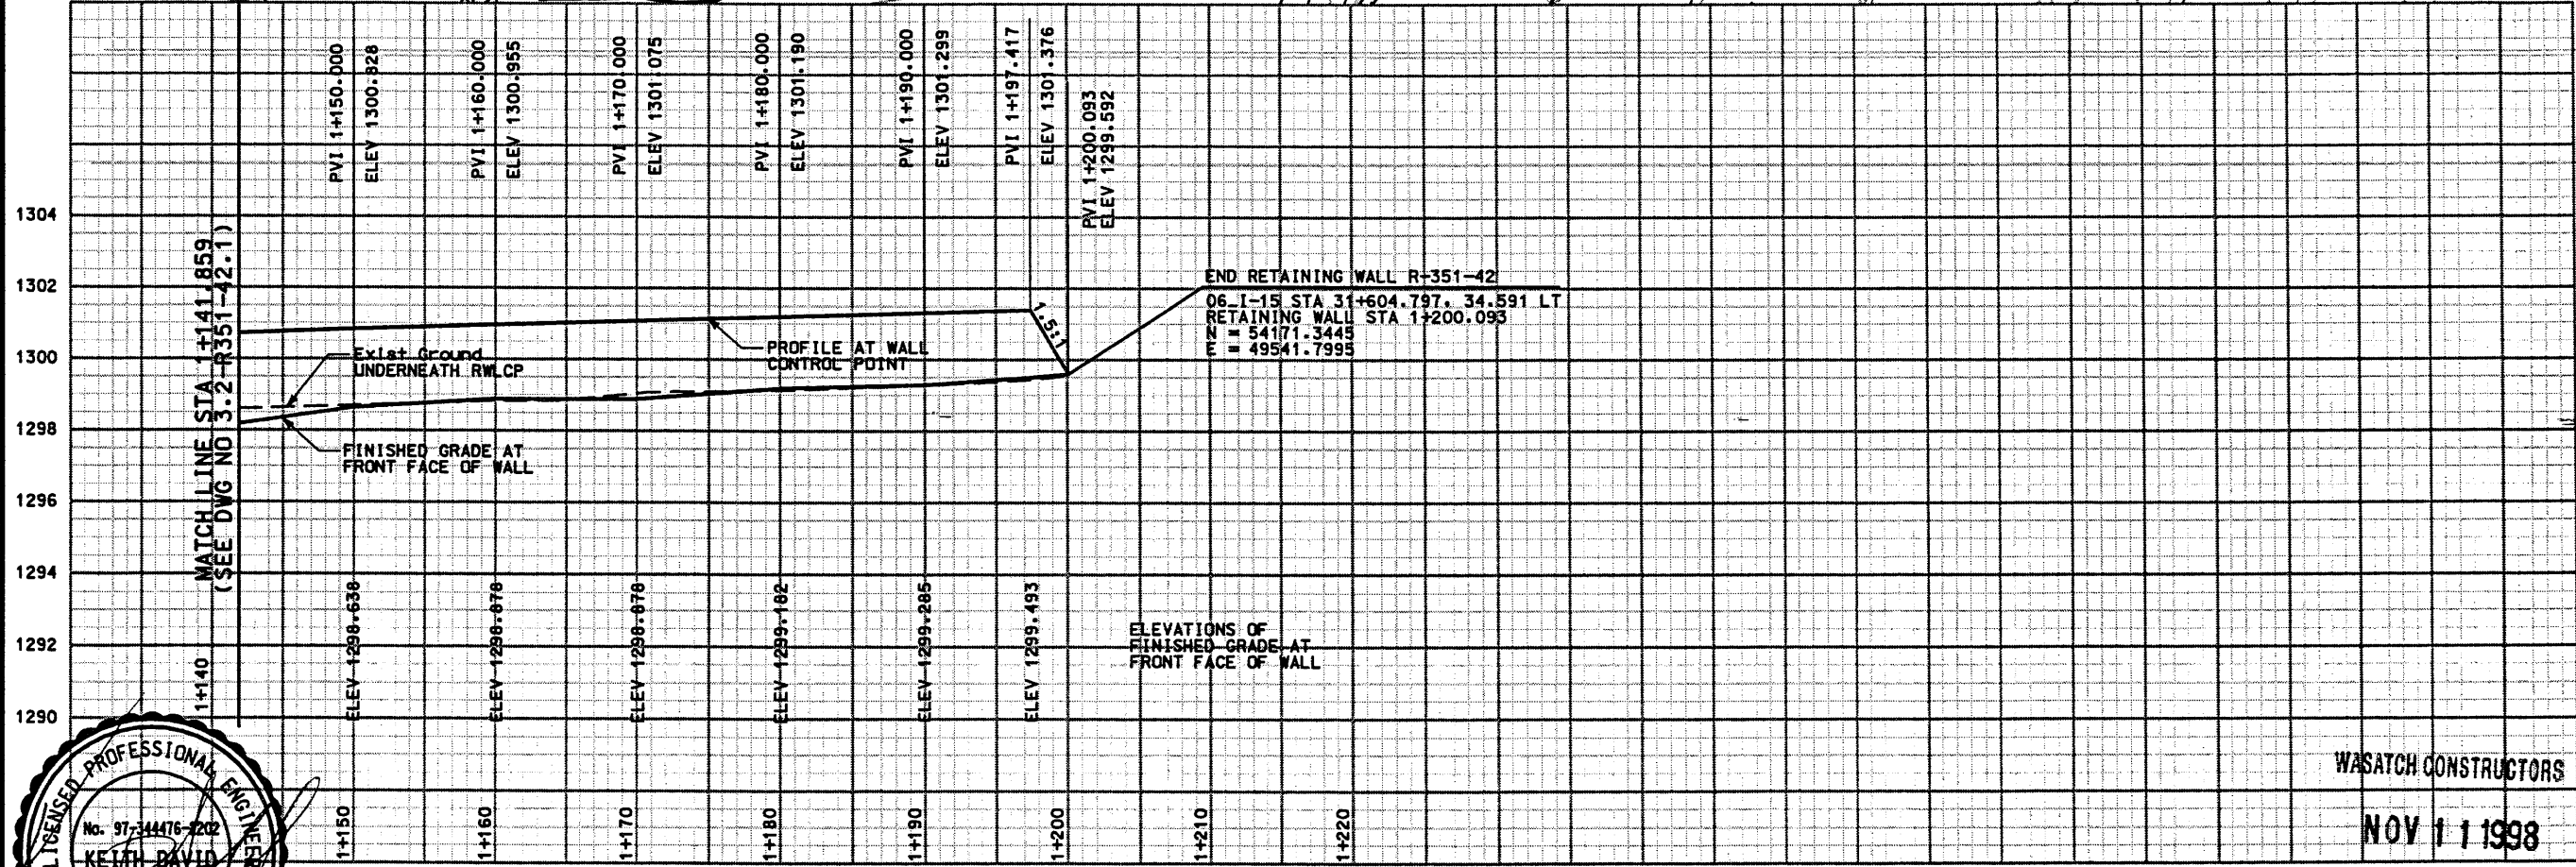 PVI 1+150.000
ELEV 1300.828
PVI 1+160.000
ELEV 1300.955
PVI 1+170.000
ELEV 1301.075
PVI 1+180.000
ELEV 1301.190
PVI 1+190.000
ELEV 1301.299
PVI 1+197.417
ELEV 1301.376
PVI 1+200.093
ELEV 1299.592
1304
1302
1300
1298
1296
1294
1292
1290
MATCH LINE STA 1+141.859
(SEE DWG NO 3.2-R351-42.1)
Exist Ground
UNDERNEATH RWLCP
FINISHED GRADE AT
FRONT FACE OF WALL
PROFILE AT WALL
CONTROL POINT
1.5:1
END RETAINING WALL R-351-42
06_I-15 STA 31+604.797, 34.591 LT
RETAINING WALL STA 1+200.093
N = 54171.3445
E = 49541.7995
ELEV 1298.638
ELEV 1298.878
ELEV 1298.878
ELEV 1299.182
ELEV 1299.285
ELEV 1299.493
ELEVATIONS OF
FINISHED GRADE AT
FRONT FACE OF WALL
1+140
1+150
1+160
1+170
1+180
1+190
1+200
1+210
1+220
LICENSED PROFESSIONAL ENGINEER
No. 97-344476-2202
KEITH DAVID
WASATCH CONSTRUCTORS
NOV 11 1998